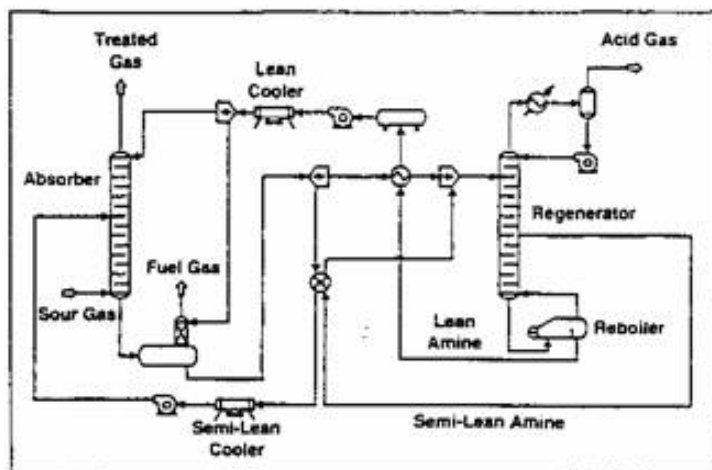 Treated
Gas
Acid Gas
Lean
Cooler
Absorber
Regenerator
Fuel Gas
Sour Gas
Lean
Amine
Reboiler
Semi-Lean
Cooler
Semi-Lean Amine